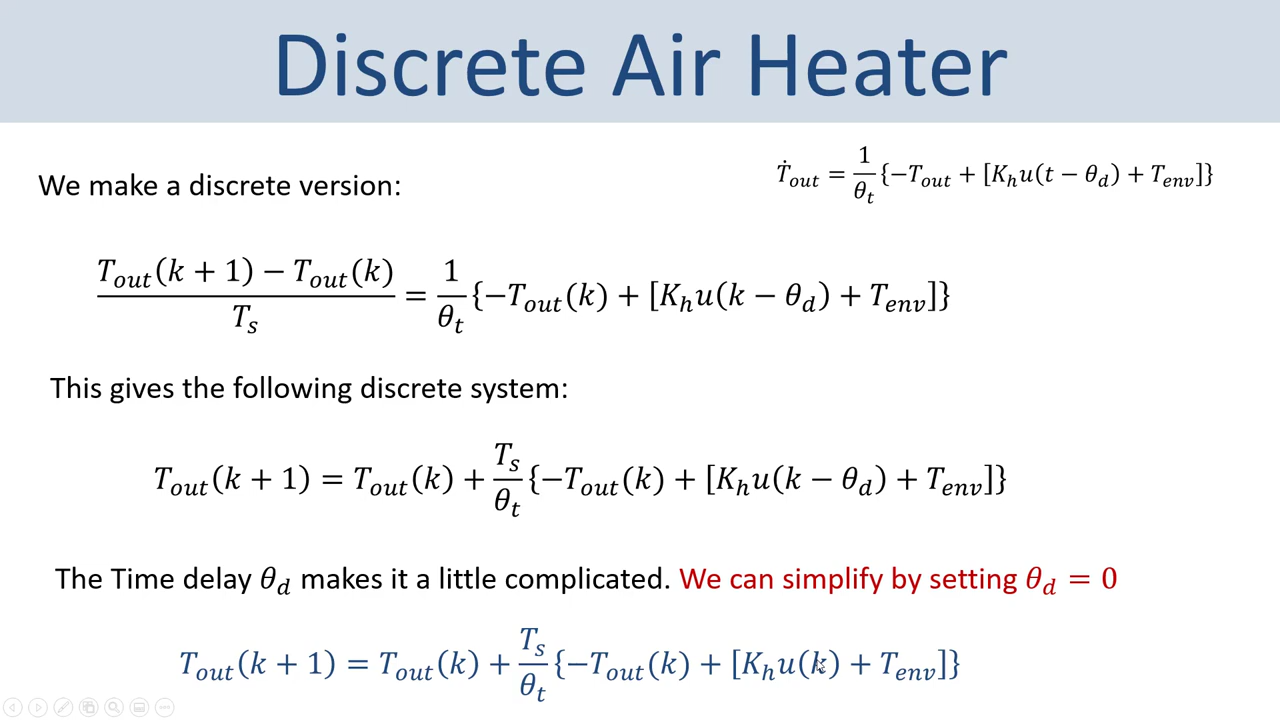 Discrete Air Heater
We make a discrete version:
Ṫ_out = 1/θ_t {−T_out + [K_h u(t − θ_d) + T_env]}
(T_out(k + 1) − T_out(k))/T_s = 1/θ_t {−T_out(k) + [K_h u(k − θ_d) + T_env]}
This gives the following discrete system:
T_out(k + 1) = T_out(k) + T_s/θ_t {−T_out(k) + [K_h u(k − θ_d) + T_env]}
The Time delay θ_d makes it a little complicated. We can simplify by setting θ_d = 0
T_out(k + 1) = T_out(k) + T_s/θ_t {−T_out(k) + [K_h u(k) + T_env]}